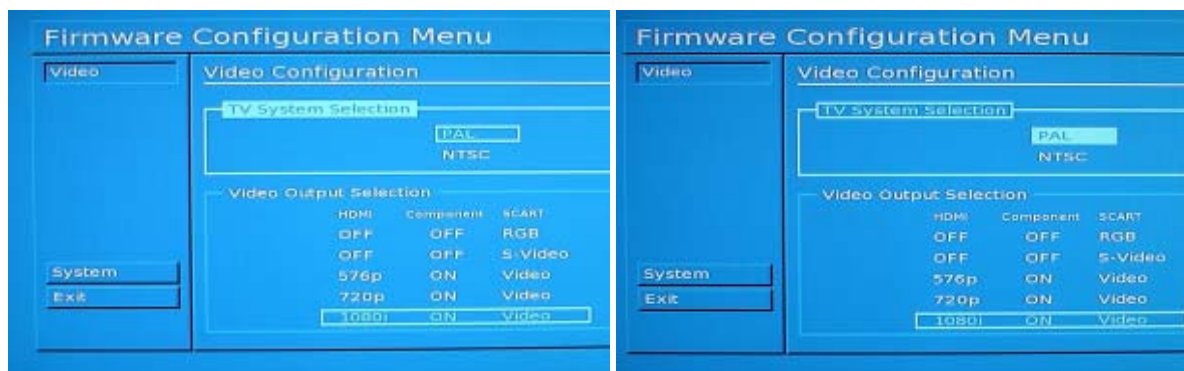 Firmware Configuration Menu
Video
Video Configuration
TV System Selection
PAL
NTSC
Video Output Selection
HDMI Component SCART
OFF OFF RGB
OFF OFF S-Video
576p ON Video
720p ON Video
1080i ON Video
System
Exit
Firmware Configuration Menu
Video
Video Configuration
TV System Selection
PAL
NTSC
Video Output Selection
HDMI Component SCART
OFF OFF RGB
OFF OFF S-Video
576p ON Video
720p ON Video
1080i ON Video
System
Exit